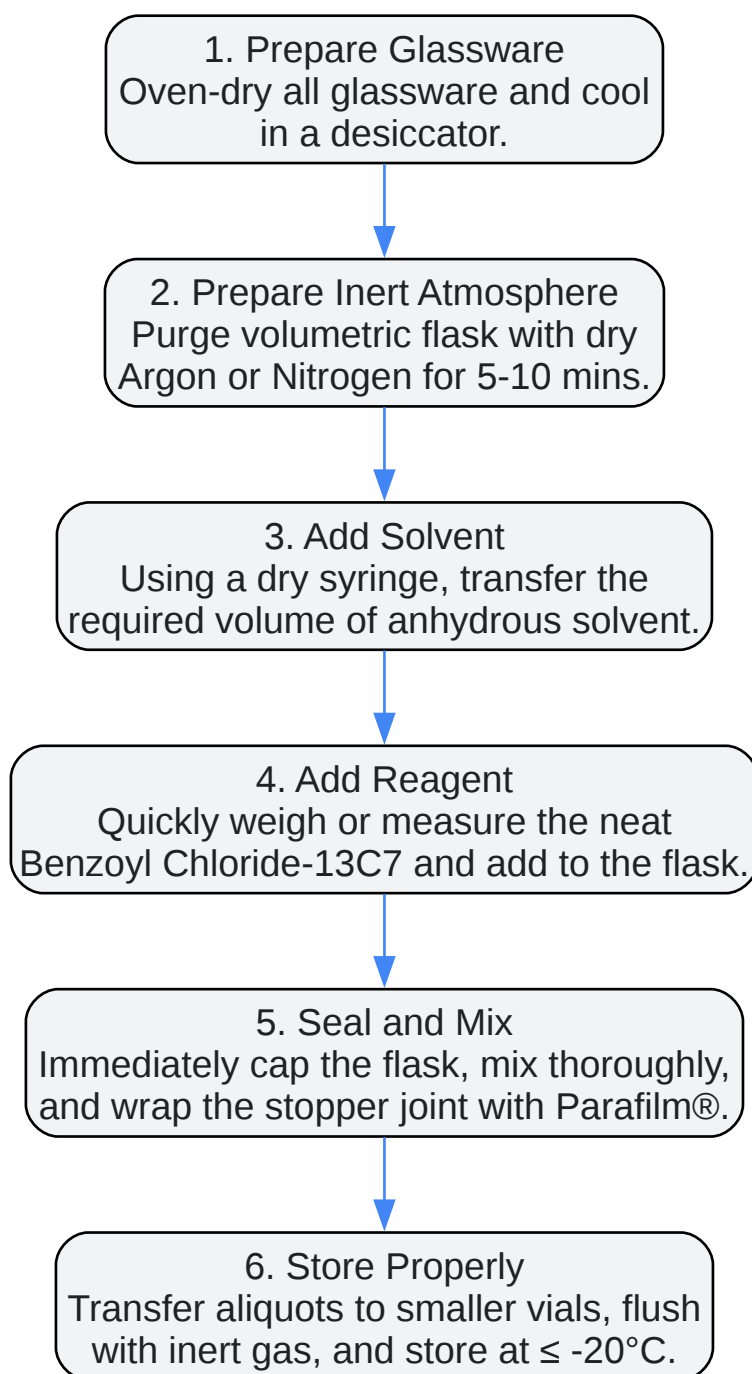 1. Prepare Glassware
Oven-dry all glassware and cool
in a desiccator.
2. Prepare Inert Atmosphere
Purge volumetric flask with dry
Argon or Nitrogen for 5-10 mins.
3. Add Solvent
Using a dry syringe, transfer the
required volume of anhydrous solvent.
4. Add Reagent
Quickly weigh or measure the neat
Benzoyl Chloride-13C7 and add to the flask.
5. Seal and Mix
Immediately cap the flask, mix thoroughly,
and wrap the stopper joint with Parafilm®.
6. Store Properly
Transfer aliquots to smaller vials, flush
with inert gas, and store at ≤ -20°C.